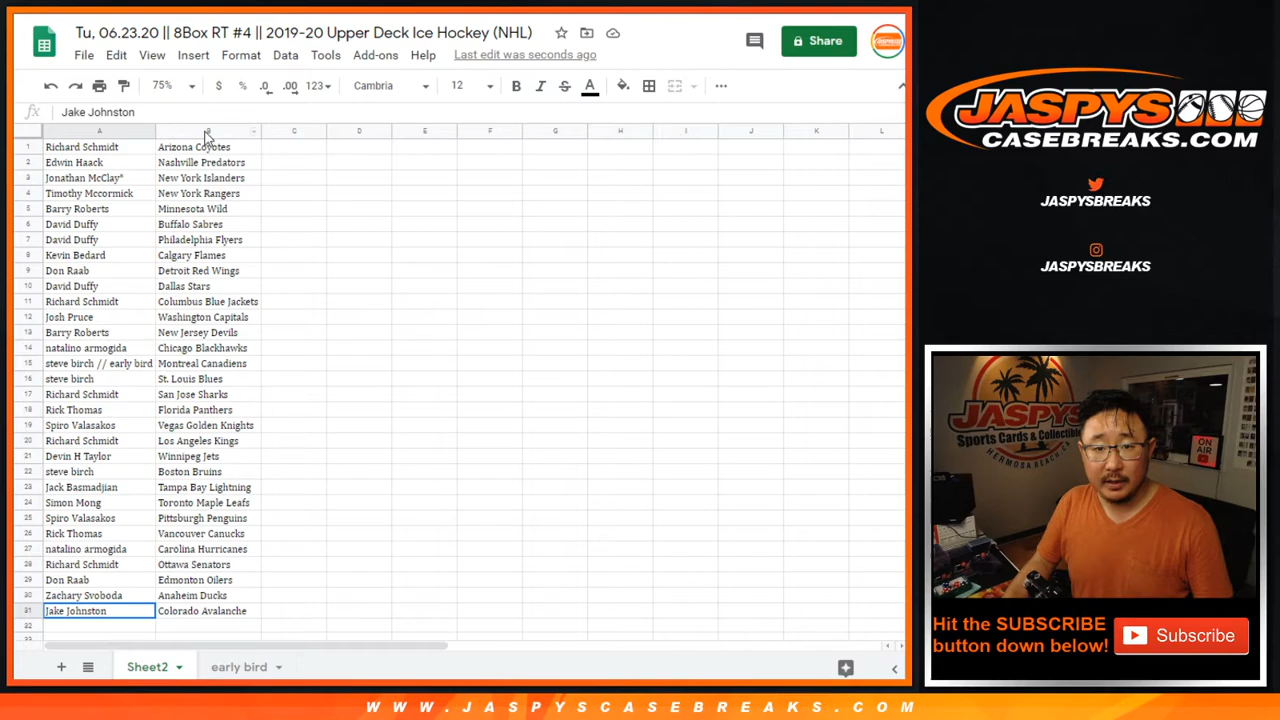 Tu, 06.23.20 || 8Box RT #4 || 2019-20 Upper Deck Ice Hockey (NHL)
File Edit View Insert Format Data Tools Add-ons Help Last edit was seconds ago
Share
75% $ % .0 .00 123 Cambria 12 B I S A
fx Jake Johnston
A B C D E F G H I J K L
1 Richard Schmidt Arizona Coyotes
2 Edwin Haack Nashville Predators
3 Jonathan McClay* New York Islanders
4 Timothy Mccormick New York Rangers
5 Barry Roberts Minnesota Wild
6 David Duffy Buffalo Sabres
7 David Duffy Philadelphia Flyers
8 Kevin Bedard Calgary Flames
9 Don Raab Detroit Red Wings
10 David Duffy Dallas Stars
11 Richard Schmidt Columbus Blue Jackets
12 Josh Pruce Washington Capitals
13 Barry Roberts New Jersey Devils
14 natalino armogida Chicago Blackhawks
15 steve birch // early bird Montreal Canadiens
16 steve birch St. Louis Blues
17 Richard Schmidt San Jose Sharks
18 Rick Thomas Florida Panthers
19 Spiro Valasakos Vegas Golden Knights
20 Richard Schmidt Los Angeles Kings
21 Devin H Taylor Winnipeg Jets
22 steve birch Boston Bruins
23 Jack Basmadjian Tampa Bay Lightning
24 Simon Mong Toronto Maple Leafs
25 Spiro Valasakos Pittsburgh Penguins
26 Rick Thomas Vancouver Canucks
27 natalino armogida Carolina Hurricanes
28 Richard Schmidt Ottawa Senators
29 Don Raab Edmonton Oilers
30 Zachary Svoboda Anaheim Ducks
31 Jake Johnston Colorado Avalanche
32
33
Sheet2 early bird
JASPYS
CASEBREAKS.COM
JASPYSBREAKS
JASPYSBREAKS
JASPYS
Sports Cards & Collectibles
HERMOSA BEACH, CA
ON AIR
Hit the SUBSCRIBE
button down below!
Subscribe
WWW.JASPYSCASEBREAKS.COM